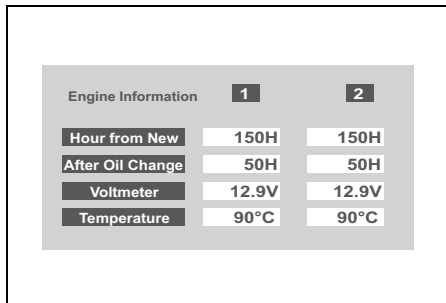 Engine Information 1 2
Hour from New 150H 150H
After Oil Change 50H 50H
Voltmeter 12.9V 12.9V
Temperature 90°C 90°C